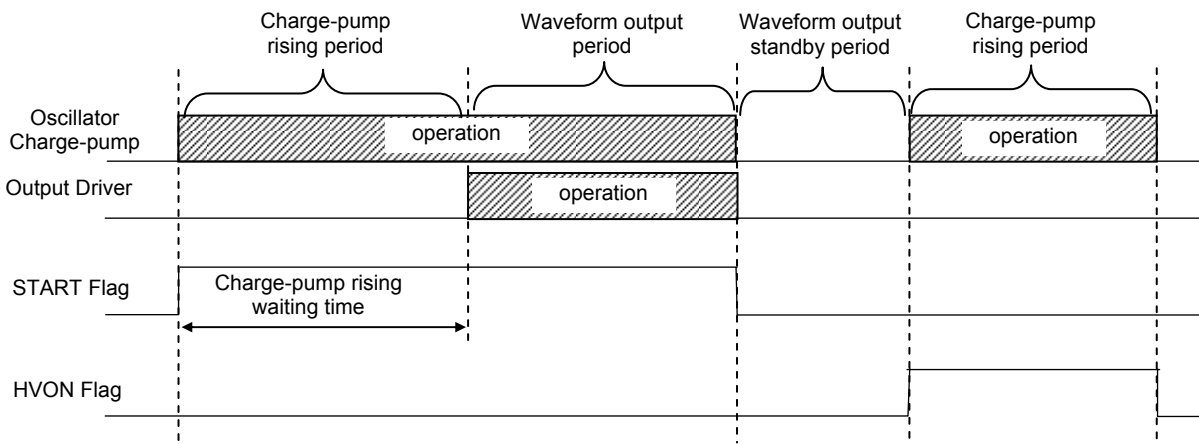 Charge-pump
rising period
Waveform output
period
Waveform output
standby period
Charge-pump
rising period
Oscillator
Charge-pump
operation
operation
Output Driver
operation
START Flag
Charge-pump rising
waiting time
HVON Flag